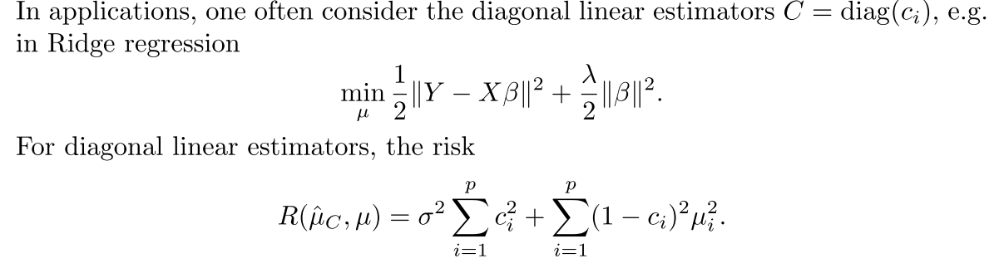 In applications, one often consider the diagonal linear estimators $C = \mathrm{diag}(c_i)$, e.g.
in Ridge regression
$$\min_{\mu} \frac{1}{2}\|Y - X\beta\|^2 + \frac{\lambda}{2}\|\beta\|^2.$$
For diagonal linear estimators, the risk
$$R(\hat{\mu}_C, \mu) = \sigma^2 \sum_{i=1}^{p} c_i^2 + \sum_{i=1}^{p} (1 - c_i)^2 \mu_i^2.$$